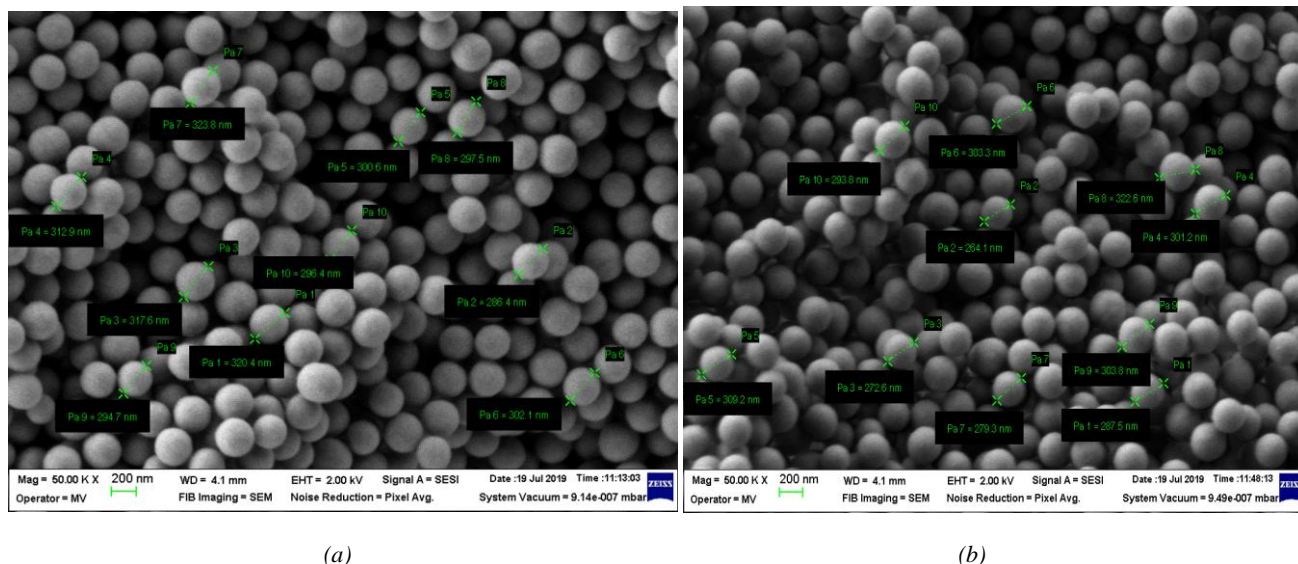 Pa 7
Pa 8
Pa 5
Pa 7 = 323.8 nm
Pa 5 = 300.6 nm
Pa 8 = 297.5 nm
Pa 4
Pa 4 = 312.9 nm
Pa 10
Pa 3
Pa 2
Pa 10 = 296.4 nm
Pa 2 = 286.4 nm
Pa 3 = 317.6 nm
Pa 1
Pa 1 = 320.4 nm
Pa 9
Pa 6
Pa 9 = 294.7 nm
Pa 6 = 302.1 nm
Mag = 50.00 K X 200 nm WD = 4.1 mm EHT = 2.00 kV Signal A = SESI Date :19 Jul 2019 Time :11:13:03
Operator = MV FIB Imaging = SEM Noise Reduction = Pixel Avg. System Vacuum = 9.14e-007 mbar
ZEISS
(a)
Pa 6
Pa 10
Pa 6 = 303.3 nm
Pa 10 = 293.8 nm
Pa 8
Pa 8 = 322.6 nm
Pa 2
Pa 4
Pa 2 = 264.1 nm
Pa 4 = 301.2 nm
Pa 9
Pa 5
Pa 3
Pa 7
Pa 9 = 303.8 nm
Pa 1
Pa 3 = 272.6 nm
Pa 5 = 309.2 nm
Pa 7 = 279.3 nm
Pa 1 = 287.5 nm
Mag = 50.00 K X 200 nm WD = 4.1 mm EHT = 2.00 kV Signal A = SESI Date :19 Jul 2019 Time :11:48:13
Operator = MV FIB Imaging = SEM Noise Reduction = Pixel Avg. System Vacuum = 9.49e-007 mbar
ZEISS
(b)